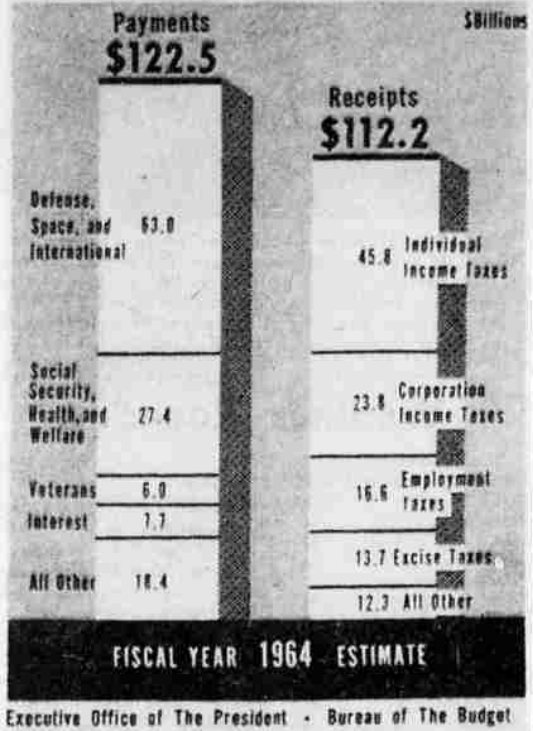 Payments
$122.5
$Billions
Receipts
$112.2
Defense,
Space, and
International
63.0
Social
Security,
Health, and
Welfare
27.4
Veterans 6.0
Interest 7.7
All Other 18.4
45.8 Individual
Income Taxes
23.8 Corporation
Income Taxes
16.6 Employment
Taxes
13.7 Excise Taxes
12.3 All Other
FISCAL YEAR 1964 ESTIMATE
Executive Office of The President - Bureau of The Budget